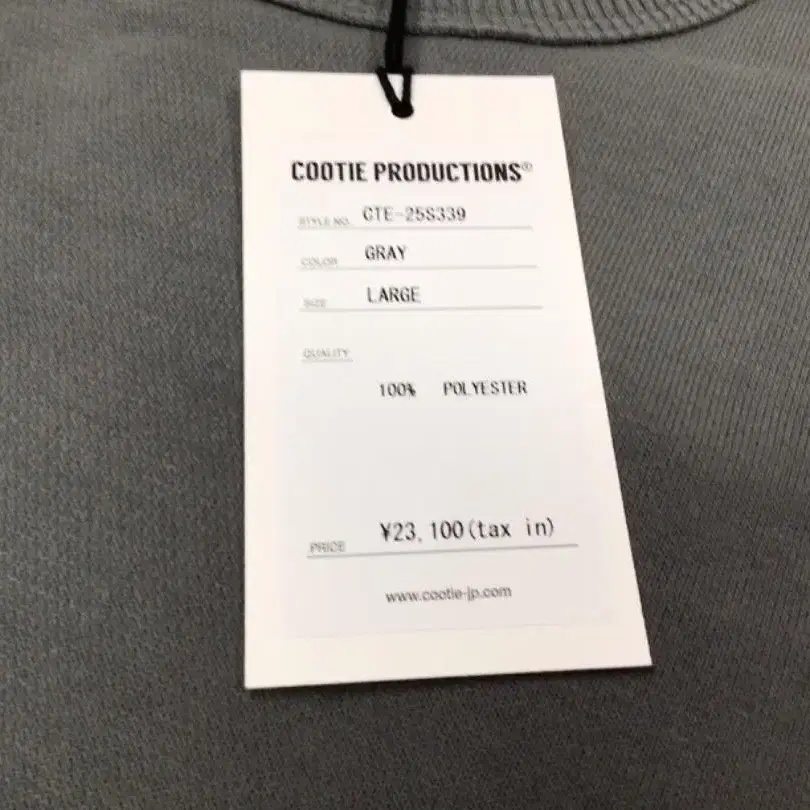 COOTIE PRODUCTIONS®
STYLE NO. CTE-25S339
COLOR GRAY
SIZE LARGE
QUALITY
100% POLYESTER
PRICE ¥23,100(tax in)
www.cootie-jp.com